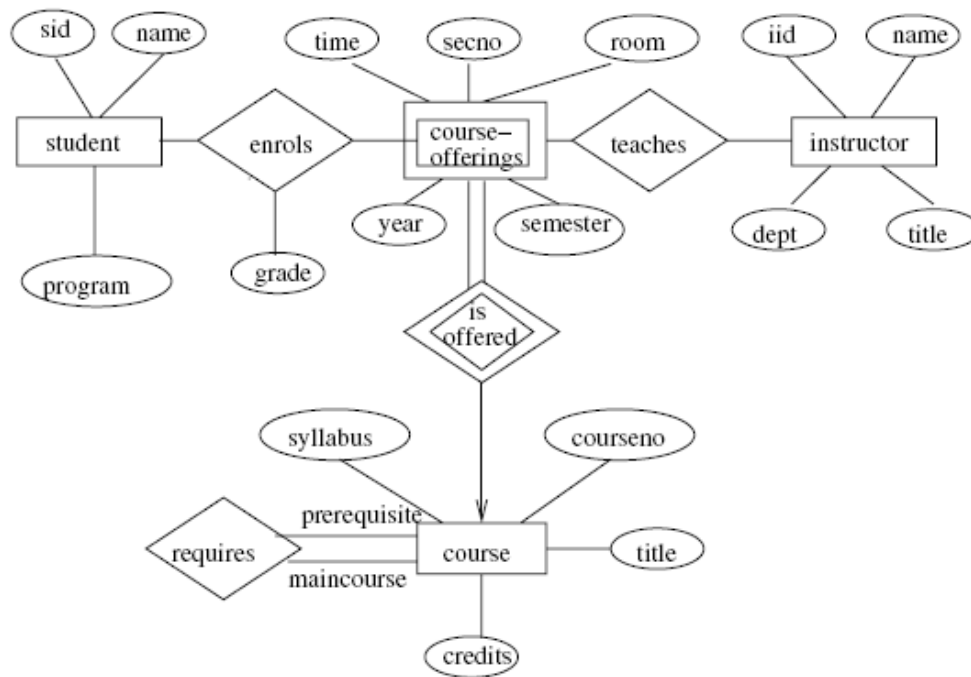 sid
name
time
secno
room
iid
name
student
enrols
course–
offerings
teaches
instructor
program
grade
year
semester
dept
title
is
offered
syllabus
courseno
prerequisite
requires
maincourse
course
title
credits